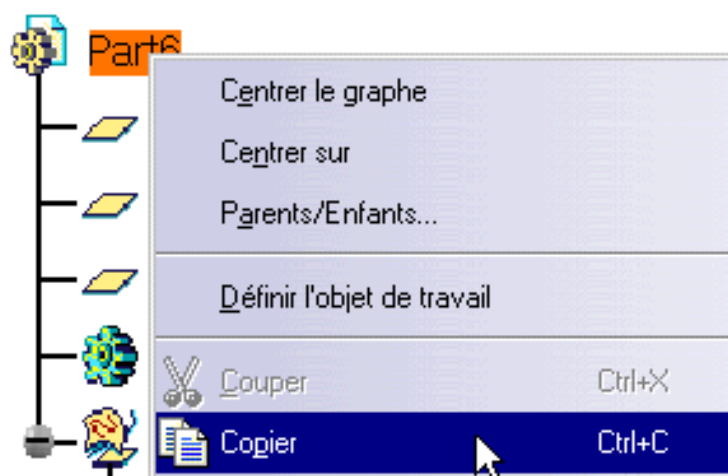 Part6
Centrer le graphe
Centrer sur
Parents/Enfants...
Définir l'objet de travail
Couper Ctrl+X
Copier Ctrl+C